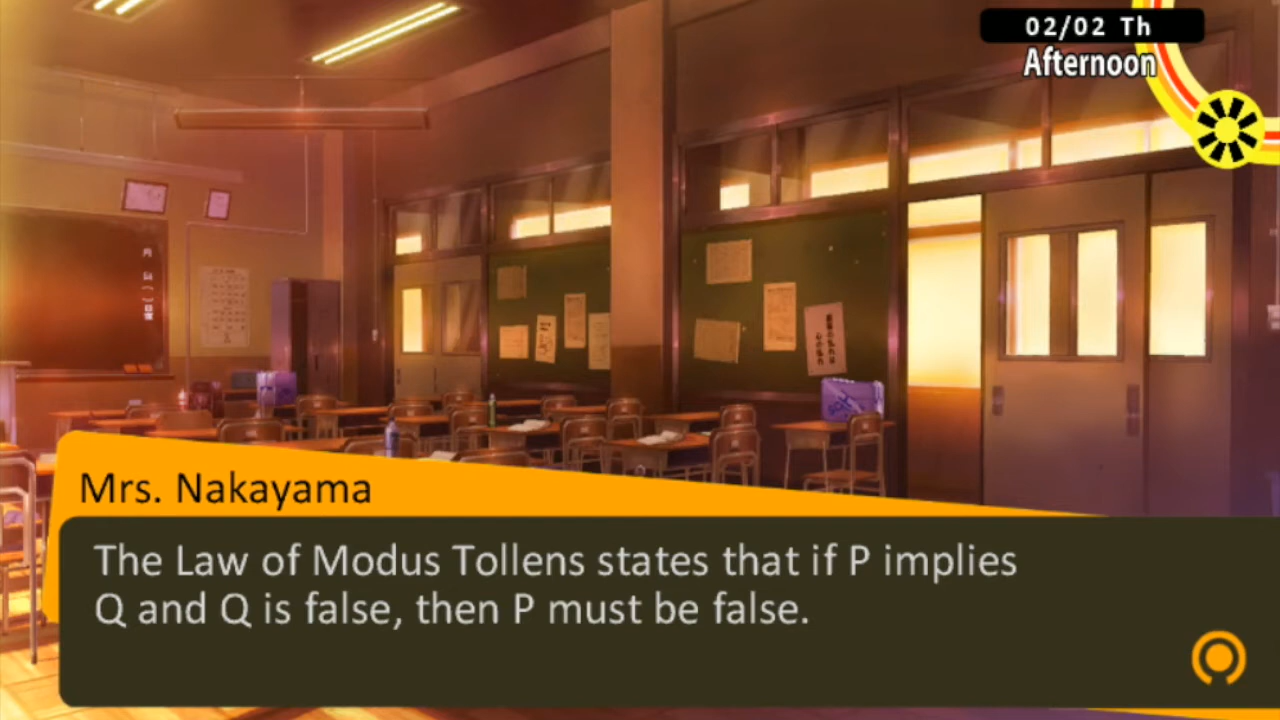 02/02 Th
Afternoon
Mrs. Nakayama
The Law of Modus Tollens states that if P implies
Q and Q is false, then P must be false.